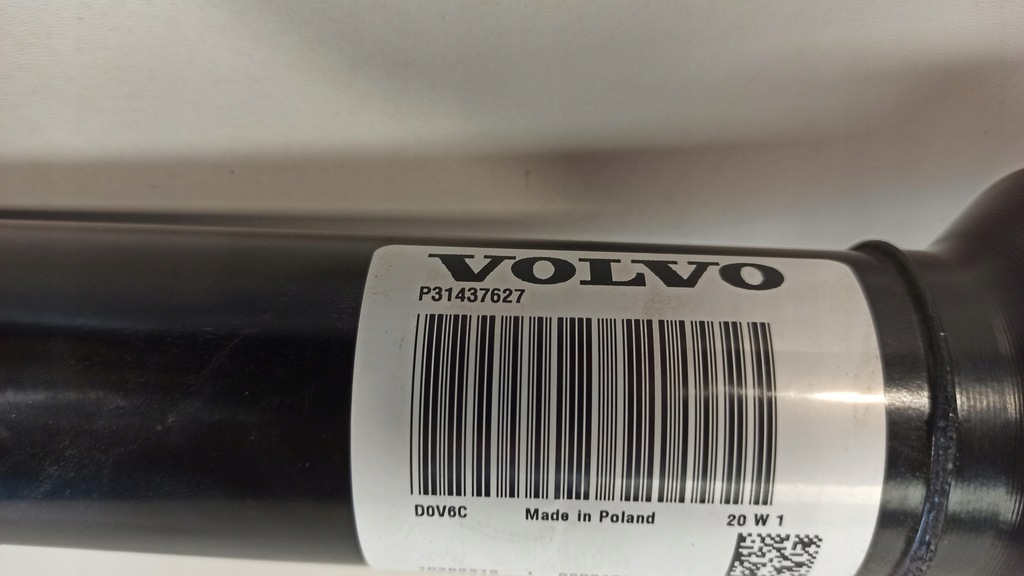 VOLVO
P31437627
D0V6C Made in Poland 20 W 1